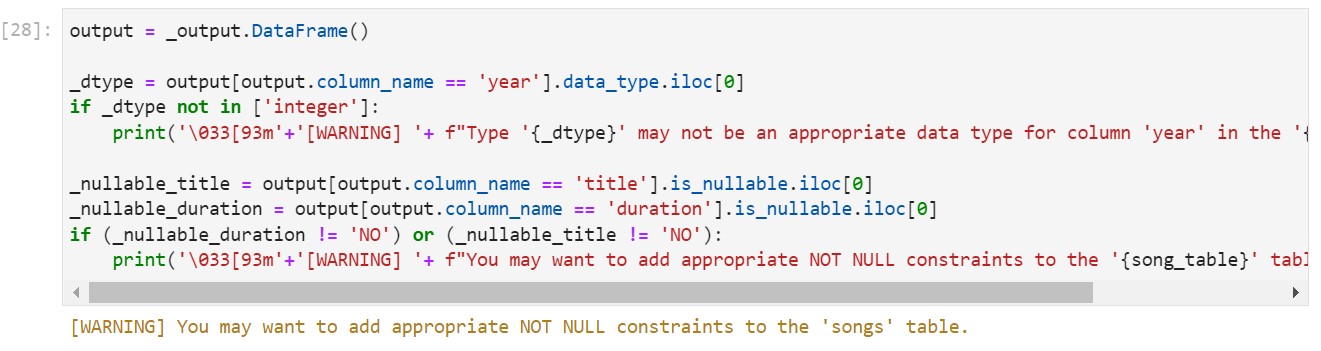 [28]: output = _output.DataFrame()
_dtype = output[output.column_name == 'year'].data_type.iloc[0]
if _dtype not in ['integer']:
    print('\033[93m'+'[WARNING] '+ f"Type '{_dtype}' may not be an appropriate data type for column 'year' in the '{
_nullable_title = output[output.column_name == 'title'].is_nullable.iloc[0]
_nullable_duration = output[output.column_name == 'duration'].is_nullable.iloc[0]
if (_nullable_duration != 'NO') or (_nullable_title != 'NO'):
    print('\033[93m'+'[WARNING] '+ f"You may want to add appropriate NOT NULL constraints to the '{song_table}' tabl
[WARNING] You may want to add appropriate NOT NULL constraints to the 'songs' table.